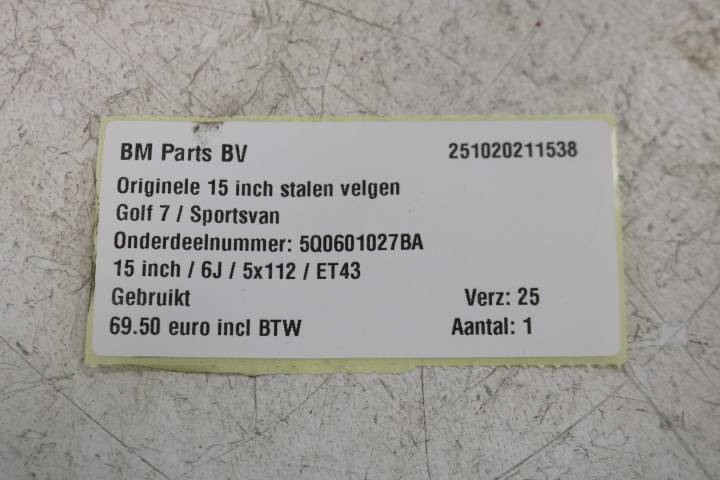 BM Parts BV 251020211538
Originele 15 inch stalen velgen
Golf 7 / Sportsvan
Onderdeelnummer: 5Q0601027BA
15 inch / 6J / 5x112 / ET43
Gebruikt Verz: 25
69.50 euro incl BTW Aantal: 1